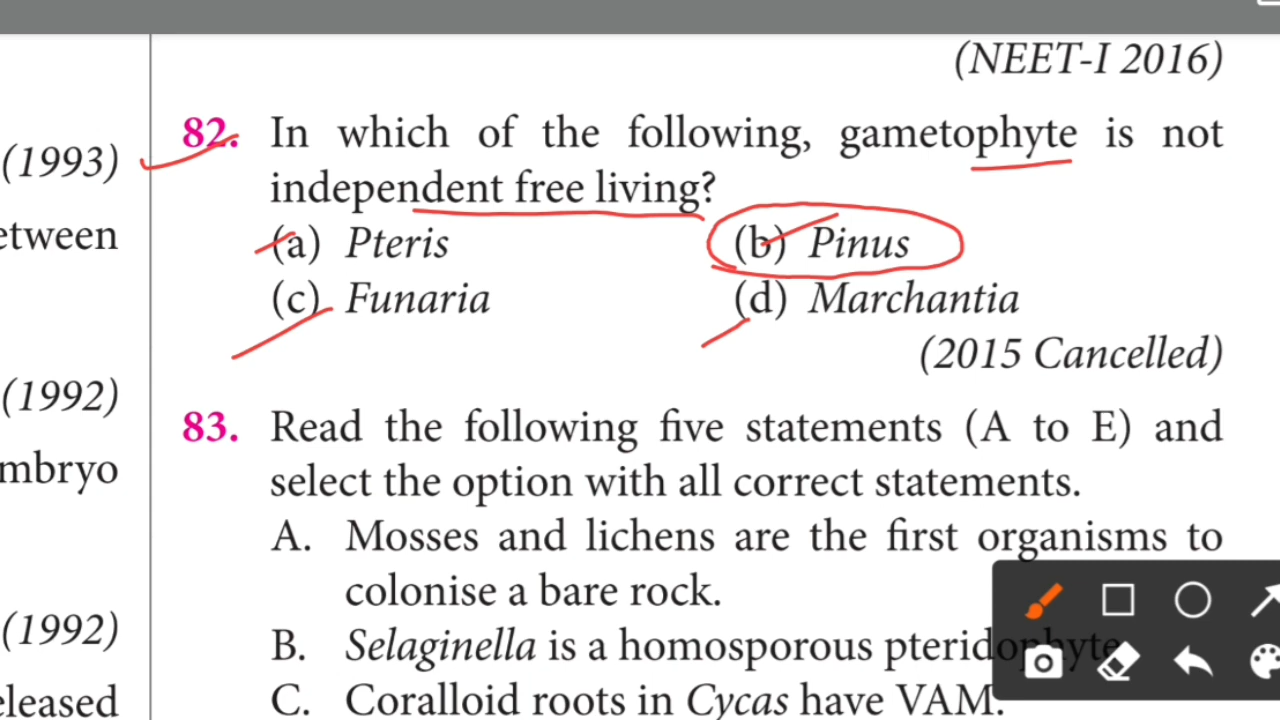 (NEET-I 2016)
(1993)
etween
(1992)
mbryo
(1992)
eleased
82. In which of the following, gametophyte is not
independent free living?
(a) Pteris (b) Pinus
(c) Funaria (d) Marchantia
(2015 Cancelled)
83. Read the following five statements (A to E) and
select the option with all correct statements.
A. Mosses and lichens are the first organisms to
colonise a bare rock.
B. Selaginella is a homosporous pteridophyte.
C. Coralloid roots in Cycas have VAM.